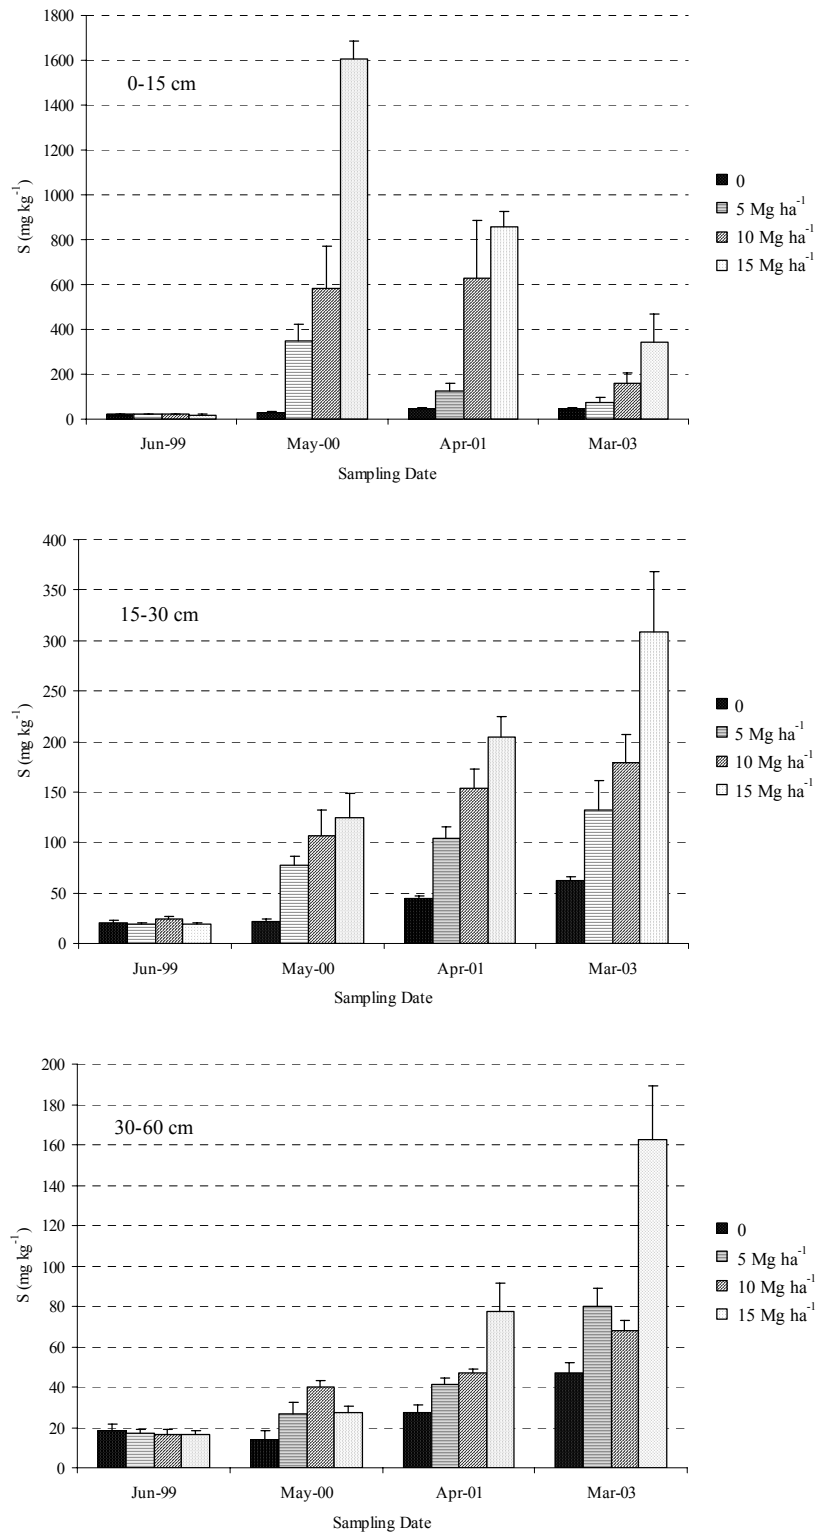 1800
1600
1400
1200
1000
800
600
400
200
0
S (mg kg⁻¹)
0-15 cm
Jun-99 May-00 Apr-01 Mar-03
Sampling Date
0
5 Mg ha⁻¹
10 Mg ha⁻¹
15 Mg ha⁻¹
400
350
300
250
200
150
100
50
0
S (mg kg⁻¹)
15-30 cm
Jun-99 May-00 Apr-01 Mar-03
Sampling Date
0
5 Mg ha⁻¹
10 Mg ha⁻¹
15 Mg ha⁻¹
200
180
160
140
120
100
80
60
40
20
0
S (mg kg⁻¹)
30-60 cm
Jun-99 May-00 Apr-01 Mar-03
Sampling Date
0
5 Mg ha⁻¹
10 Mg ha⁻¹
15 Mg ha⁻¹